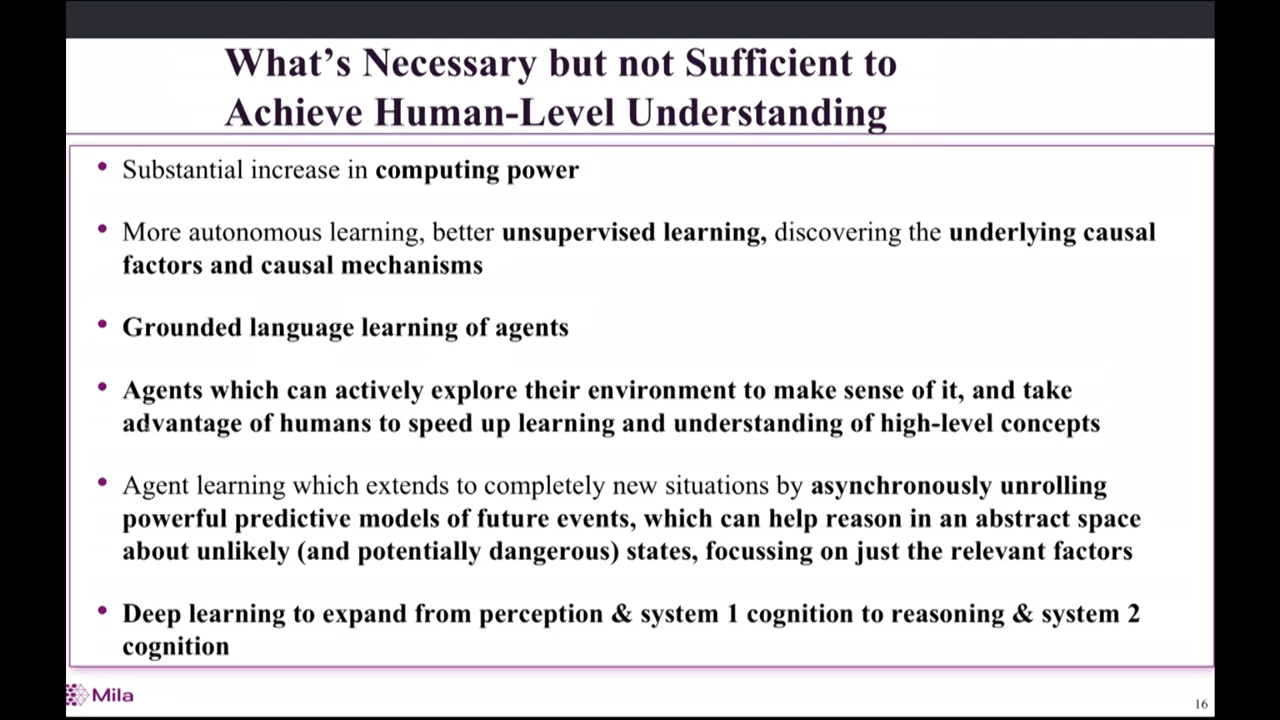 What's Necessary but not Sufficient to
Achieve Human-Level Understanding
• Substantial increase in computing power
• More autonomous learning, better unsupervised learning, discovering the underlying causal
factors and causal mechanisms
• Grounded language learning of agents
• Agents which can actively explore their environment to make sense of it, and take
advantage of humans to speed up learning and understanding of high-level concepts
• Agent learning which extends to completely new situations by asynchronously unrolling
powerful predictive models of future events, which can help reason in an abstract space
about unlikely (and potentially dangerous) states, focussing on just the relevant factors
• Deep learning to expand from perception & system 1 cognition to reasoning & system 2
cognition
Mila
16